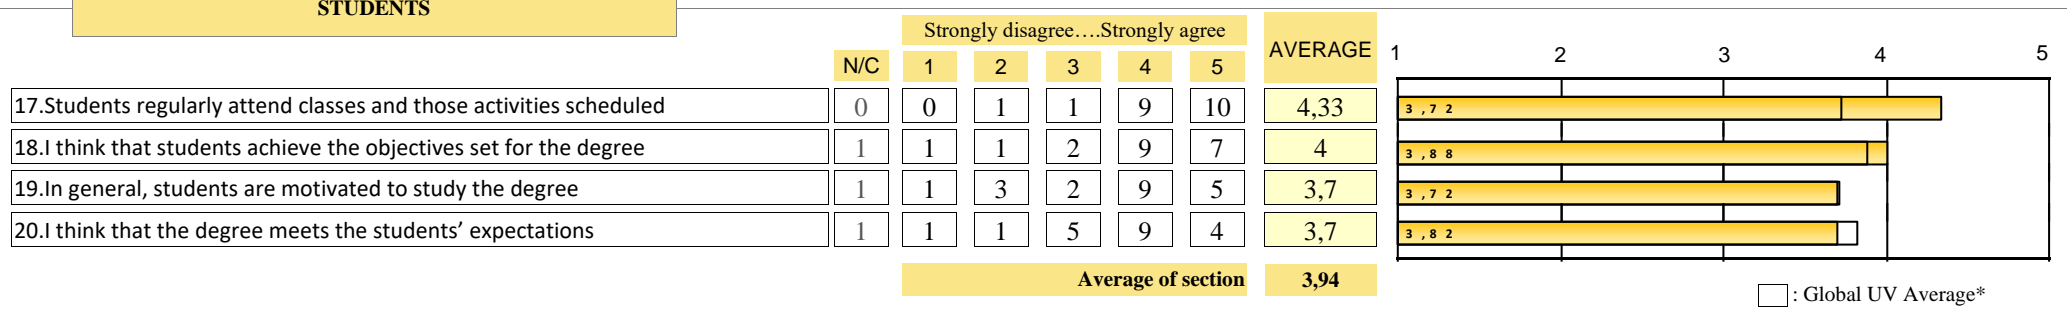 STUDENTS
Strongly disagree….Strongly agree
AVERAGE
1 2 3 4 5
N/C 1 2 3 4 5
17.Students regularly attend classes and those activities scheduled 0 0 1 1 9 10 4,33 3,72
18.I think that students achieve the objectives set for the degree 1 1 1 2 9 7 4 3,88
19.In general, students are motivated to study the degree 1 1 3 2 9 5 3,7 3,72
20.I think that the degree meets the students’ expectations 1 1 1 5 9 4 3,7 3,82
Average of section 3,94
: Global UV Average*